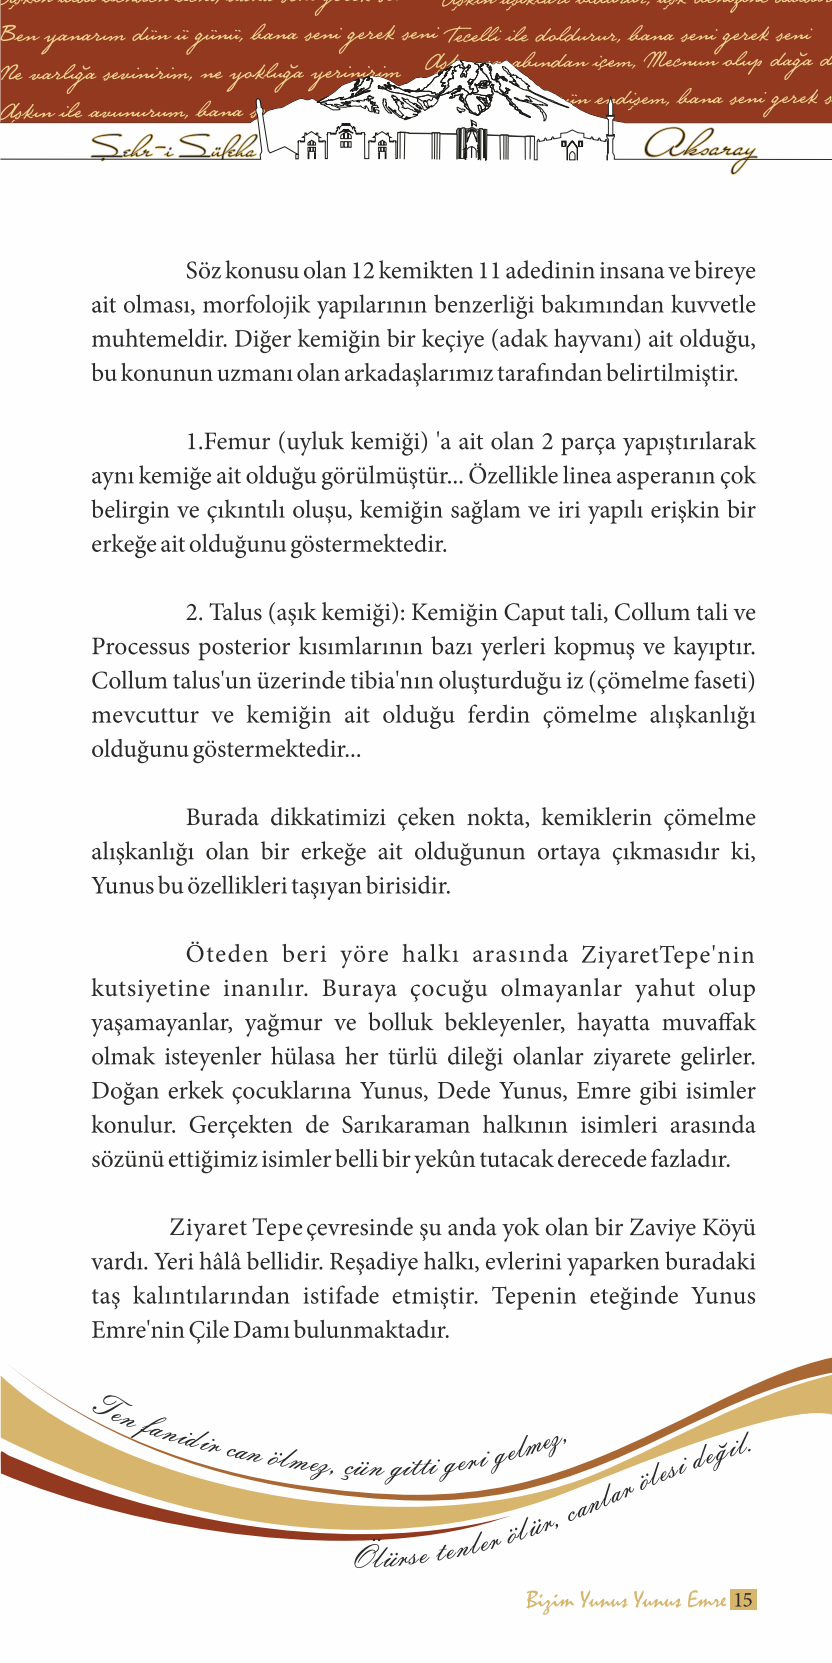 Ben yanarım dün ü günü, bana seni gerek seni Tecelli ile doldurur, bana seni gerek seni
Ne varlığa sevinirim, ne yokluğa yerinirim
içem, Mecnun olup dağa
Aşkın ile avunurum, bana
endişem, bana seni gerek
Şehr-i Süleha
Aksaray
Söz konusu olan 12 kemikten 11 adedinin insana ve bireye
ait olması, morfolojik yapılarının benzerliği bakımından kuvvetle
muhtemeldir. Diğer kemiğin bir keçiye (adak hayvanı) ait olduğu,
bu konunun uzmanı olan arkadaşlarımız tarafından belirtilmiştir.
1.Femur (uyluk kemiği) 'a ait olan 2 parça yapıştırılarak
aynı kemiğe ait olduğu görülmüştür... Özellikle linea asperanın çok
belirgin ve çıkıntılı oluşu, kemiğin sağlam ve iri yapılı erişkin bir
erkeğe ait olduğunu göstermektedir.
2. Talus (aşık kemiği): Kemiğin Caput tali, Collum tali ve
Processus posterior kısımlarının bazı yerleri kopmuş ve kayıptır.
Collum talus'un üzerinde tibia'nın oluşturduğu iz (çömelme faseti)
mevcuttur ve kemiğin ait olduğu ferdin çömelme alışkanlığı
olduğunu göstermektedir...
Burada dikkatimizi çeken nokta, kemiklerin çömelme
alışkanlığı olan bir erkeğe ait olduğunun ortaya çıkmasıdır ki,
Yunus bu özellikleri taşıyan birisidir.
Öteden beri yöre halkı arasında ZiyaretTepe'nin
kutsiyetine inanılır. Buraya çocuğu olmayanlar yahut olup
yaşamayanlar, yağmur ve bolluk bekleyenler, hayatta muvaffak
olmak isteyenler hülasa her türlü dileği olanlar ziyarete gelirler.
Doğan erkek çocuklarına Yunus, Dede Yunus, Emre gibi isimler
konulur. Gerçekten de Sarıkaraman halkının isimleri arasında
sözünü ettiğimiz isimler belli bir yekûn tutacak derecede fazladır.
Ziyaret Tepe çevresinde şu anda yok olan bir Zaviye Köyü
vardı. Yeri hâlâ bellidir. Reşadiye halkı, evlerini yaparken buradaki
taş kalıntılarından istifade etmiştir. Tepenin eteğinde Yunus
Emre'nin Çile Damı bulunmaktadır.
Ten fanidir can ölmez, çün gitti geri gelmez,
Ölürse tenler ölür, canlar ölesi değil.
Bizim Yunus Yunus Emre 15